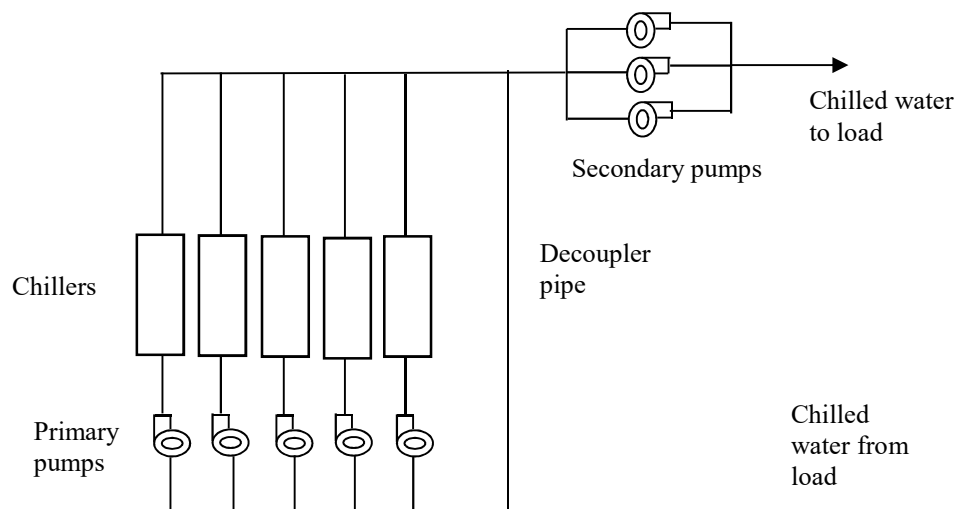 Chilled water
to load
Secondary pumps
Decoupler
pipe
Chillers
Primary
pumps
Chilled
water from
load